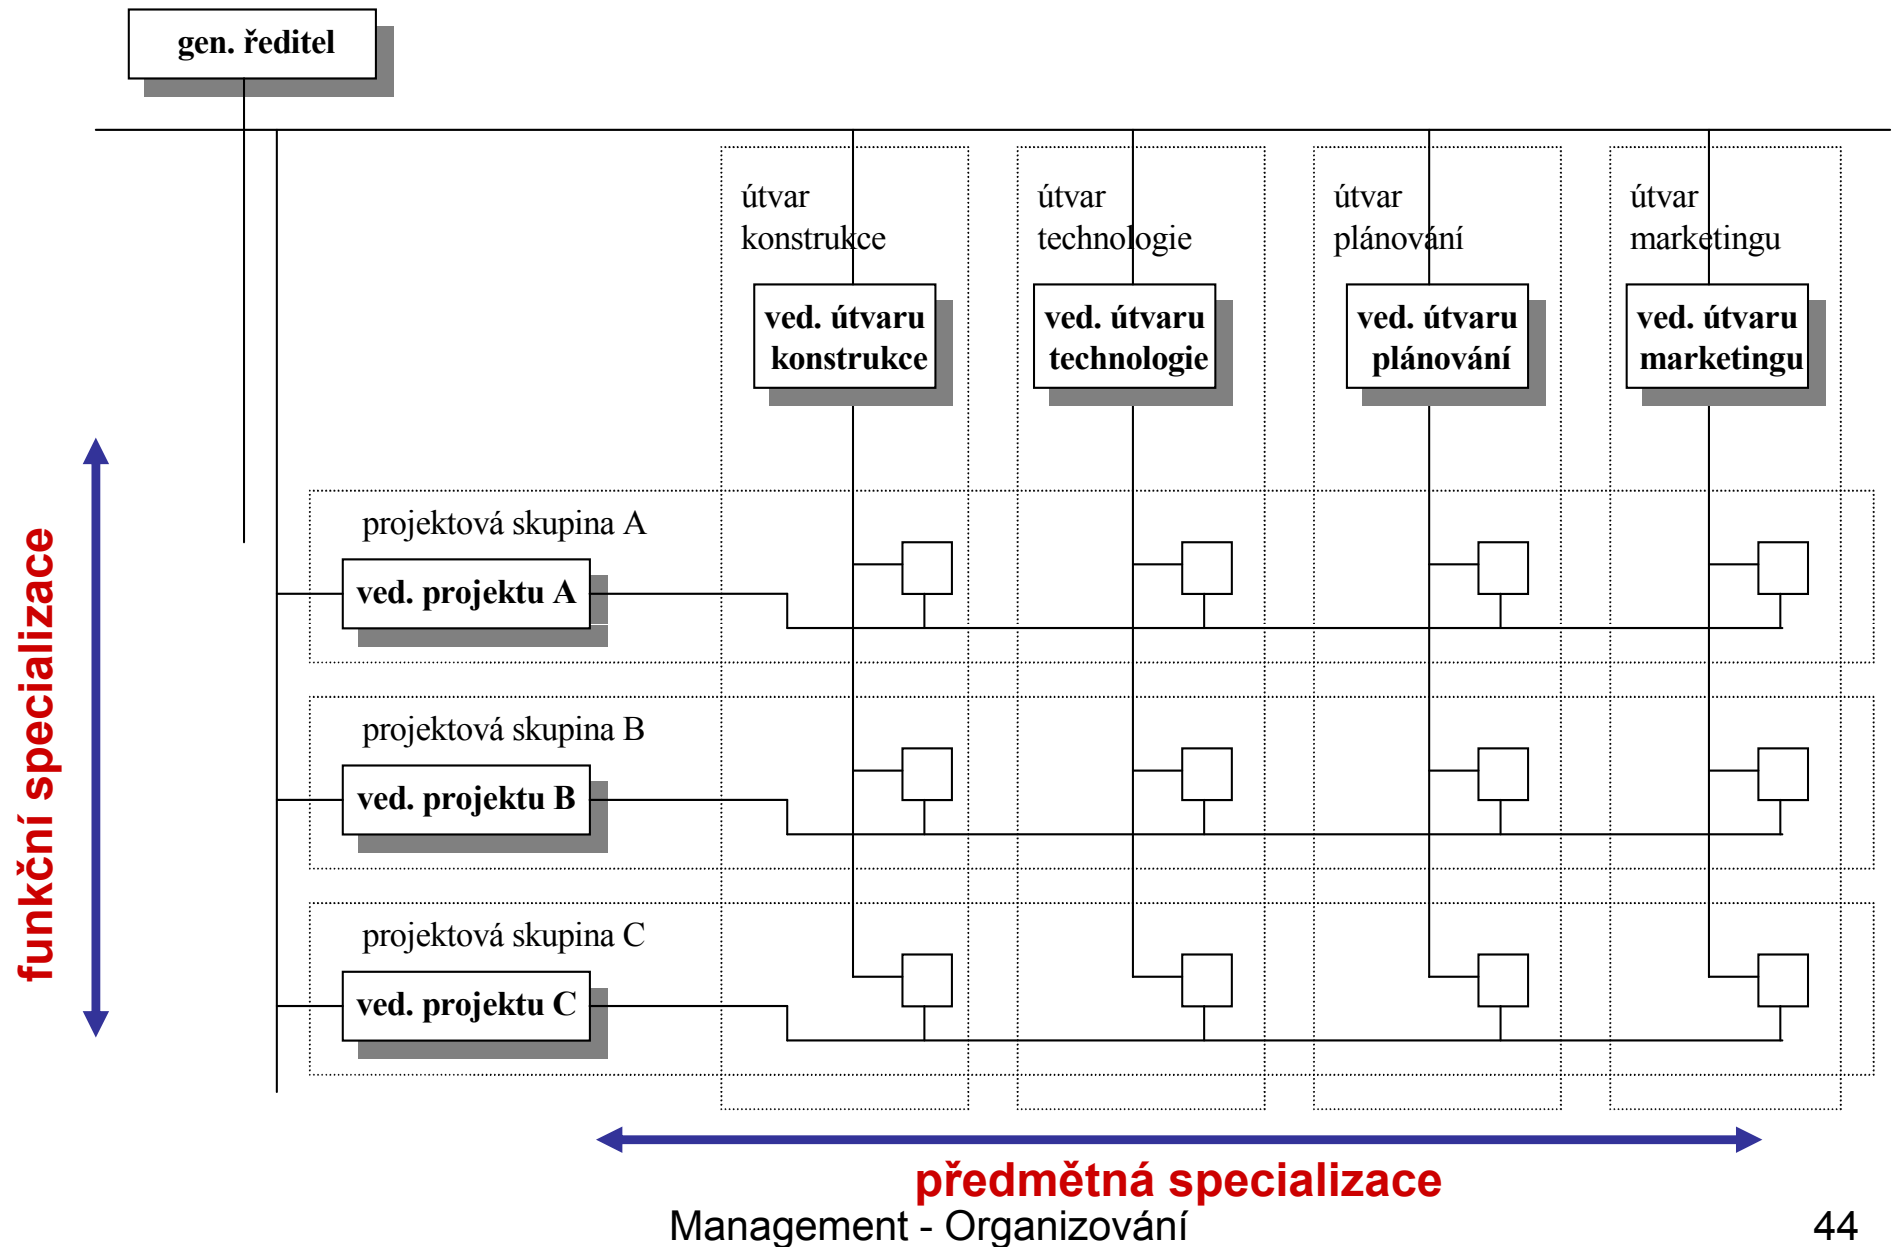 gen. ředitel
útvar
konstrukce
útvar
technologie
útvar
plánování
útvar
marketingu
ved. útvaru
konstrukce
ved. útvaru
technologie
ved. útvaru
plánování
ved. útvaru
marketingu
funkční specializace
projektová skupina A
ved. projektu A
projektová skupina B
ved. projektu B
projektová skupina C
ved. projektu C
předmětná specializace
Management - Organizování
44